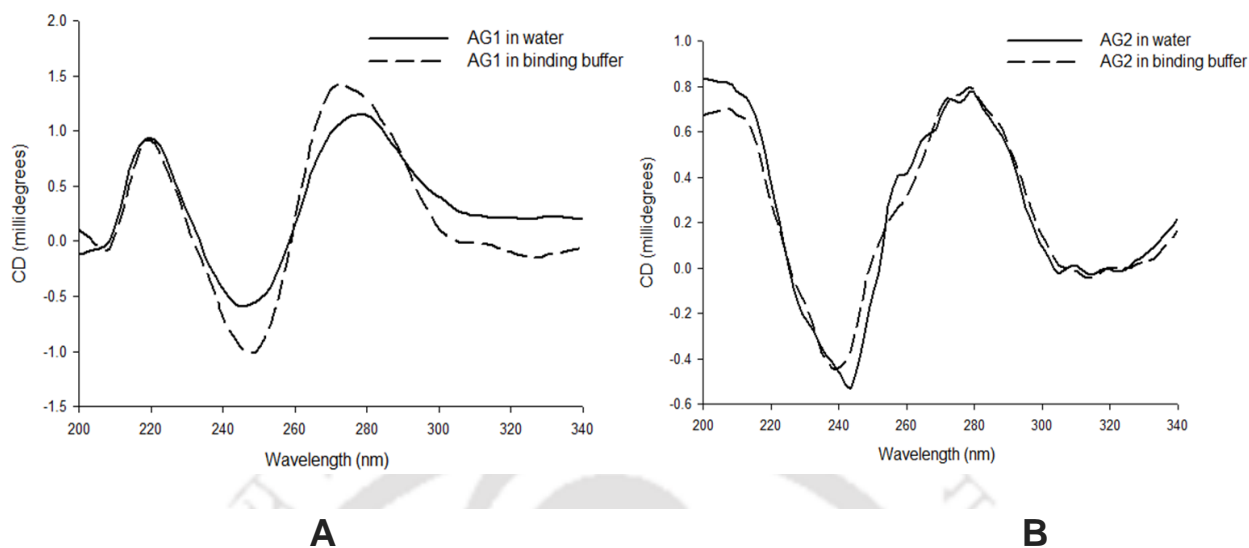 AG1 in water
AG1 in binding buffer
CD (millidegrees)
2.0
1.5
1.0
0.5
0.0
-0.5
-1.0
-1.5
200 220 240 260 280 300 320 340
Wavelength (nm)
A
AG2 in water
AG2 in binding buffer
CD (millidegrees)
1.0
0.8
0.6
0.4
0.2
0.0
-0.2
-0.4
-0.6
200 220 240 260 280 300 320 340
Wavelength (nm)
B